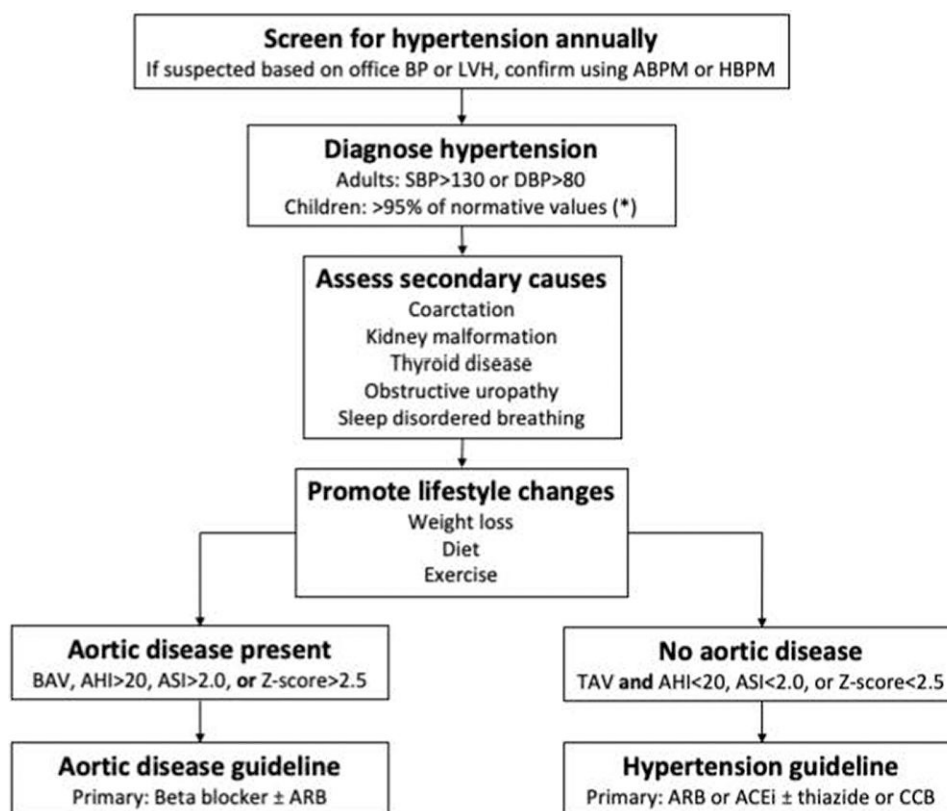 Screen for hypertension annually
If suspected based on office BP or LVH, confirm using ABPM or HBPM
Diagnose hypertension
Adults: SBP>130 or DBP>80
Children: >95% of normative values (*)
Assess secondary causes
Coarctation
Kidney malformation
Thyroid disease
Obstructive uropathy
Sleep disordered breathing
Promote lifestyle changes
Weight loss
Diet
Exercise
Aortic disease present
BAV, AHI>20, ASI>2.0, or Z-score>2.5
No aortic disease
TAV and AHI<20, ASI<2.0, or Z-score<2.5
Aortic disease guideline
Primary: Beta blocker ± ARB
Hypertension guideline
Primary: ARB or ACEi ± thiazide or CCB